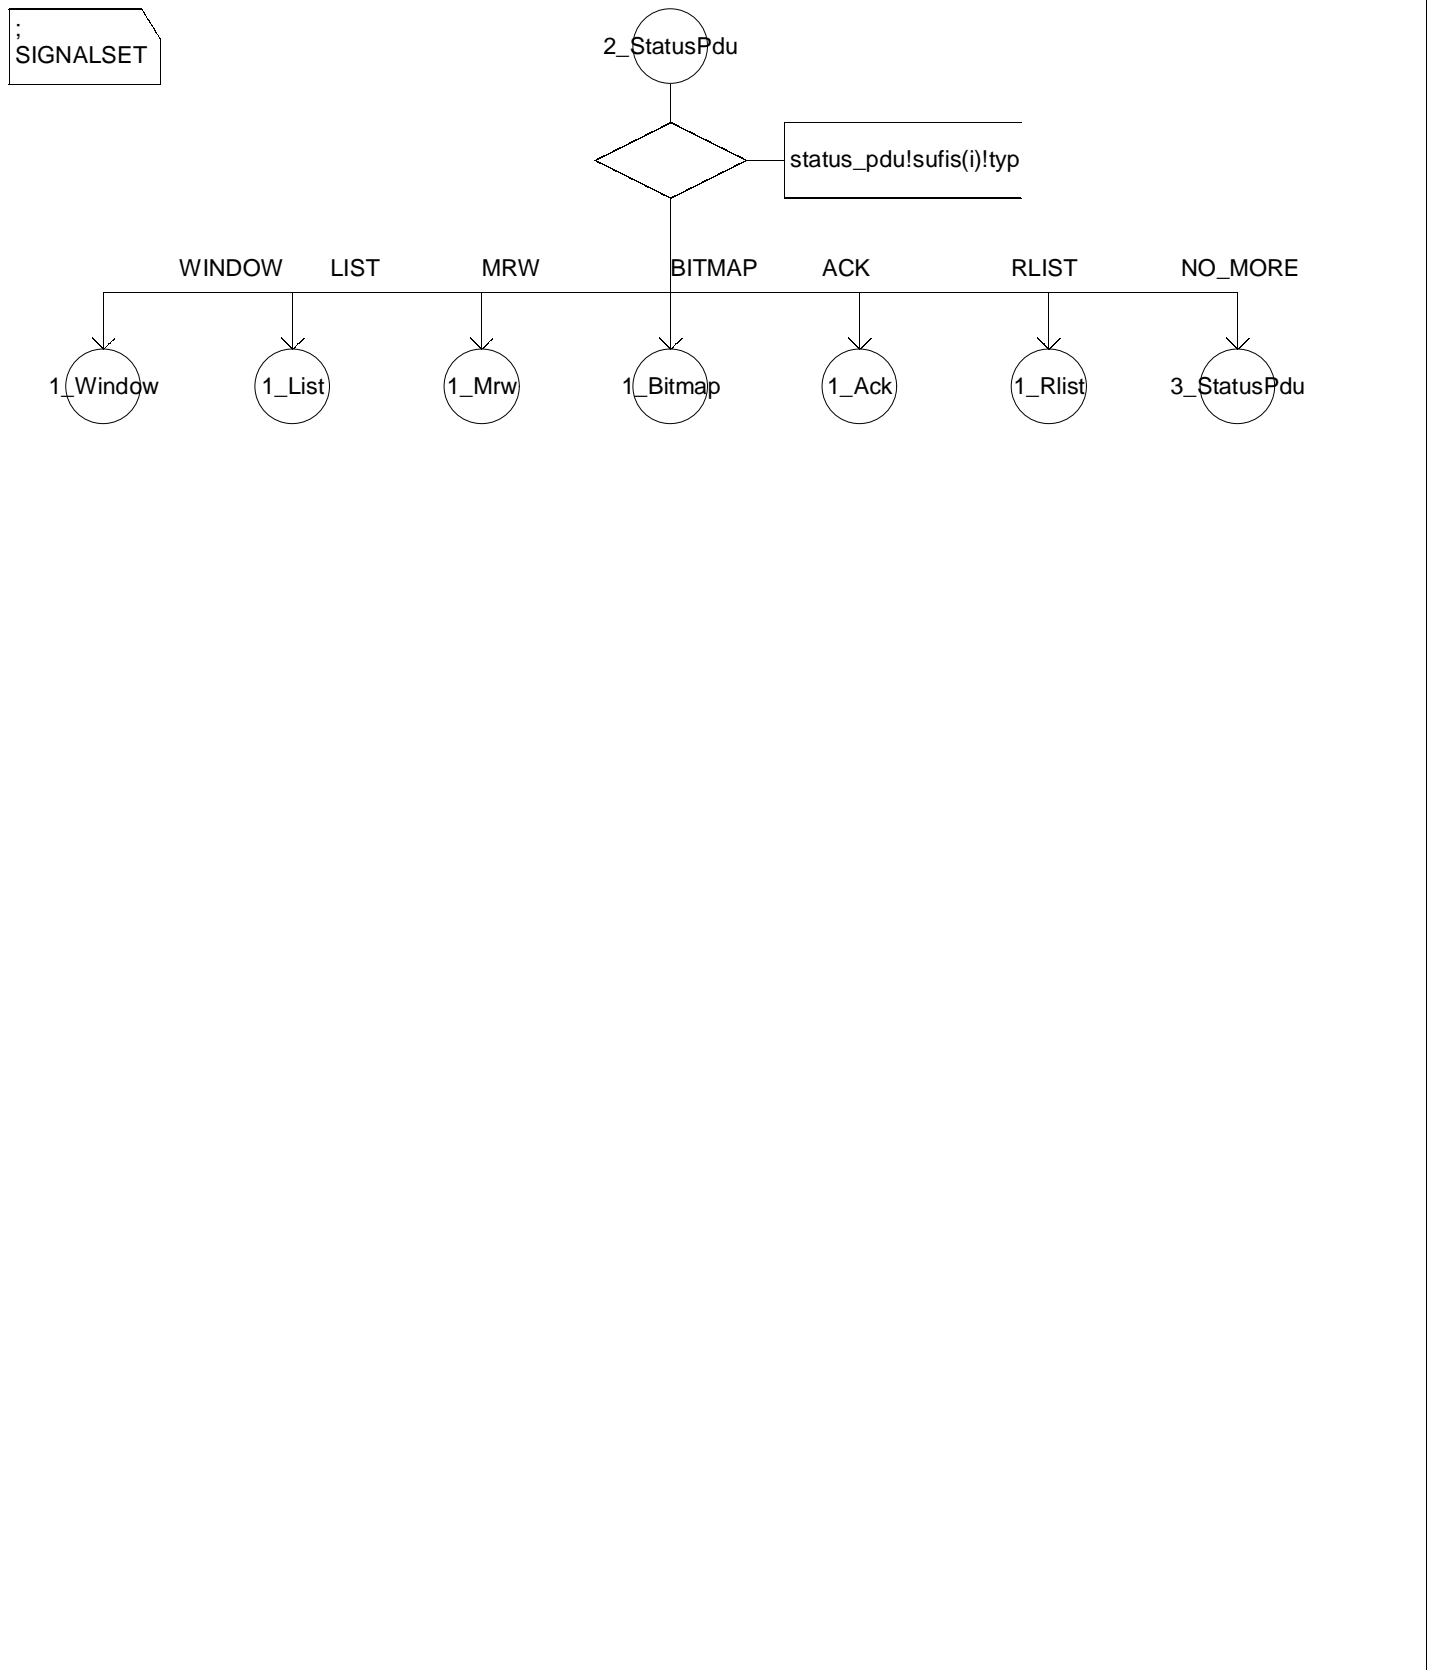 ;
SIGNALSET
2_StatusPdu
status_pdu!sufis(i)!typ
WINDOW LIST MRW BITMAP ACK RLIST NO_MORE
1_Window 1_List 1_Mrw 1_Bitmap 1_Ack 1_Rlist 3_StatusPdu